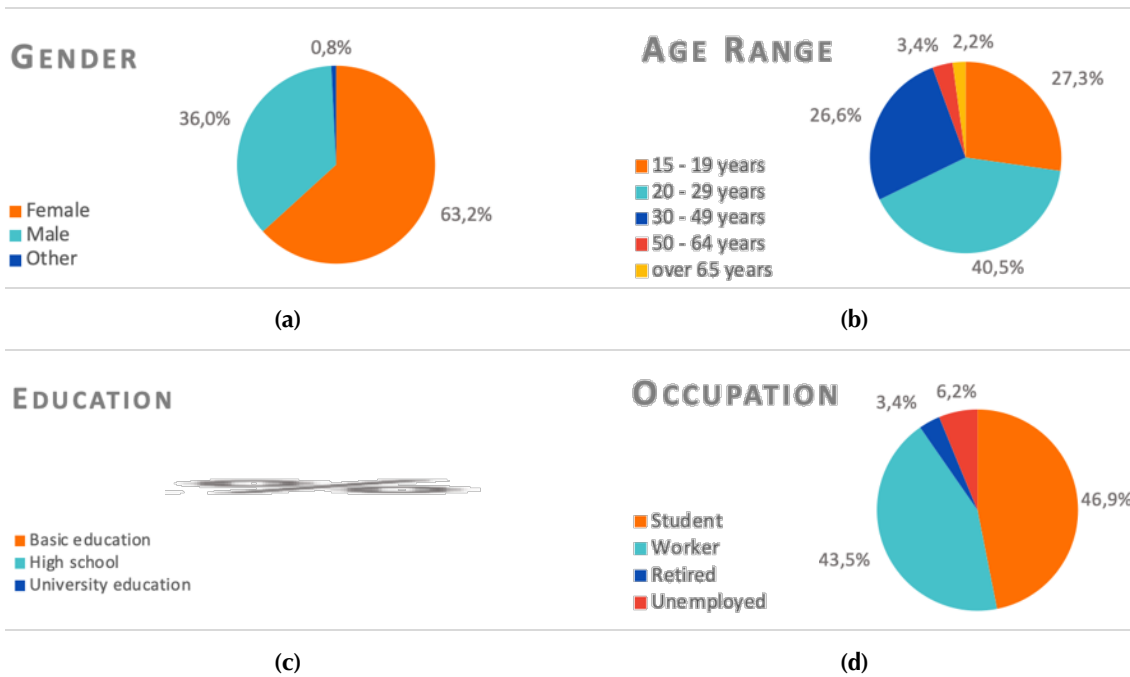 GENDER
0,8%
36,0%
63,2%
Female
Male
Other
(a)
AGE RANGE
3,4%
2,2%
27,3%
26,6%
40,5%
15 - 19 years
20 - 29 years
30 - 49 years
50 - 64 years
over 65 years
(b)
EDUCATION
Basic education
High school
University education
(c)
OCCUPATION
3,4%
6,2%
46,9%
43,5%
Student
Worker
Retired
Unemployed
(d)